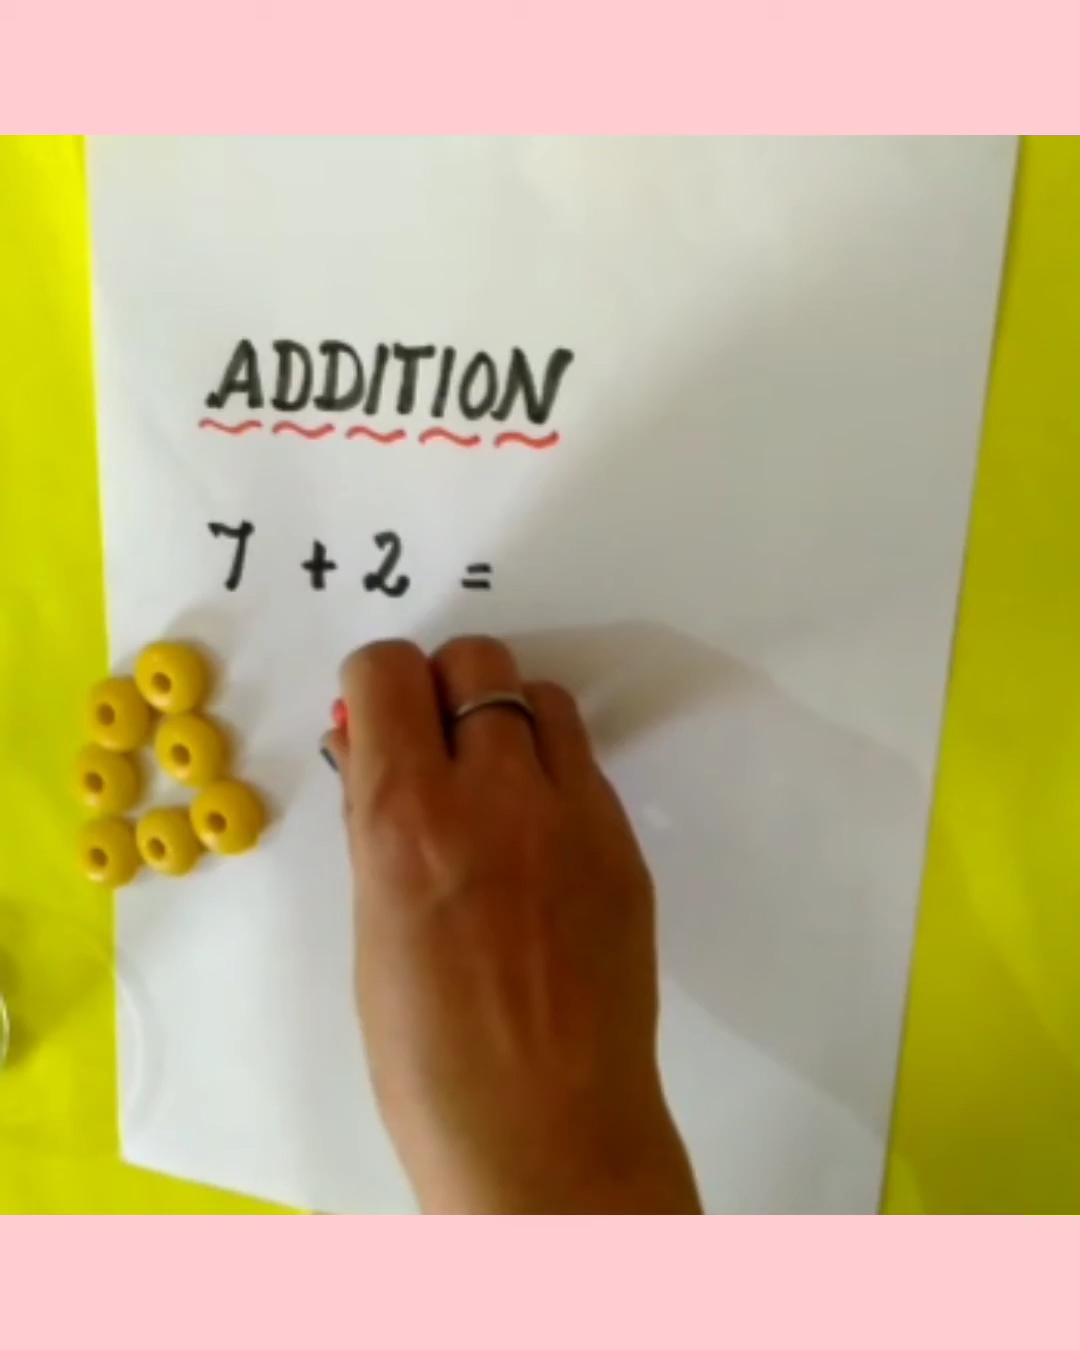 ADDITION
7 + 2 =